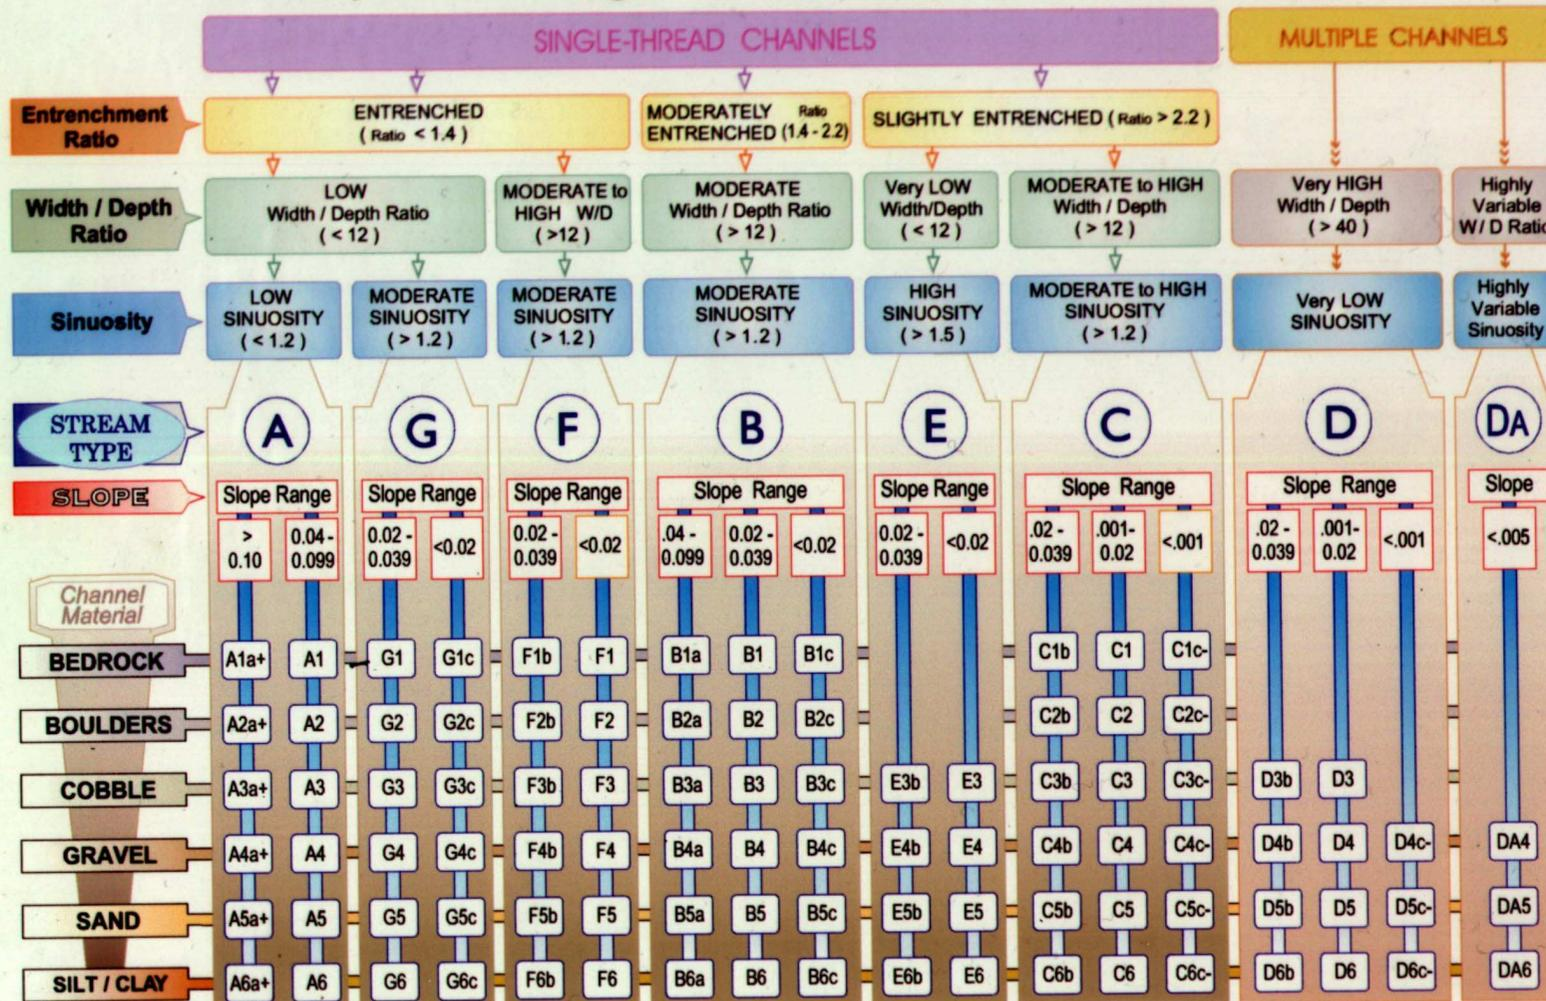 SINGLE-THREAD CHANNELS MULTIPLE CHANNELS
Entrenchment
Ratio
ENTRENCHED
( Ratio < 1.4 )
MODERATELY Ratio
ENTRENCHED (1.4 - 2.2)
SLIGHTLY ENTRENCHED ( Ratio > 2.2 )
Width / Depth
Ratio
LOW
Width / Depth Ratio
( < 12 )
MODERATE to
HIGH W/D
( >12 )
MODERATE
Width / Depth Ratio
( > 12 )
Very LOW
Width/Depth
( < 12 )
MODERATE to HIGH
Width / Depth
( > 12 )
Very HIGH
Width / Depth
( > 40 )
Highly
Variable
W / D Ratio
Sinuosity
LOW
SINUOSITY
( < 1.2 )
MODERATE
SINUOSITY
( > 1.2 )
MODERATE
SINUOSITY
( > 1.2 )
MODERATE
SINUOSITY
( > 1.2 )
HIGH
SINUOSITY
( > 1.5 )
MODERATE to HIGH
SINUOSITY
( > 1.2 )
Very LOW
SINUOSITY
Highly
Variable
Sinuosity
STREAM
TYPE
A G F B E C D DA
SLOPE
Slope Range Slope Range Slope Range Slope Range Slope Range Slope Range Slope Range Slope
>
0.10
0.04 -
0.099
0.02 -
0.039
<0.02
0.02 -
0.039
<0.02
.04 -
0.099
0.02 -
0.039
<0.02
0.02 -
0.039
<0.02
.02 -
0.039
.001-
0.02
<.001
.02 -
0.039
.001-
0.02
<.001
<.005
Channel
Material
BEDROCK A1a+ A1 G1 G1c F1b F1 B1a B1 B1c C1b C1 C1c-
BOULDERS A2a+ A2 G2 G2c F2b F2 B2a B2 B2c C2b C2 C2c-
COBBLE A3a+ A3 G3 G3c F3b F3 B3a B3 B3c E3b E3 C3b C3 C3c- D3b D3
GRAVEL A4a+ A4 G4 G4c F4b F4 B4a B4 B4c E4b E4 C4b C4 C4c- D4b D4 D4c- DA4
SAND A5a+ A5 G5 G5c F5b F5 B5a B5 B5c E5b E5 C5b C5 C5c- D5b D5 D5c- DA5
SILT / CLAY A6a+ A6 G6 G6c F6b F6 B6a B6 B6c E6b E6 C6b C6 C6c- D6b D6 D6c- DA6